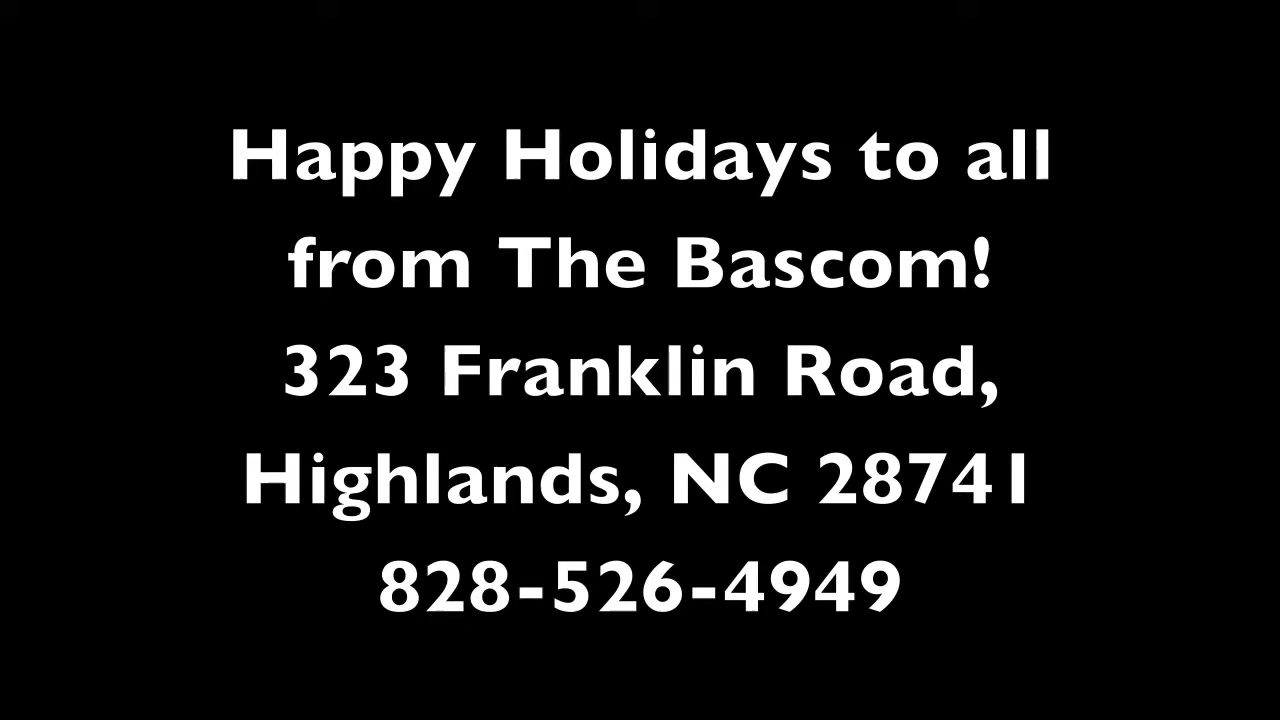 Happy Holidays to all
from The Bascom!
323 Franklin Road,
Highlands, NC 28741
828-526-4949